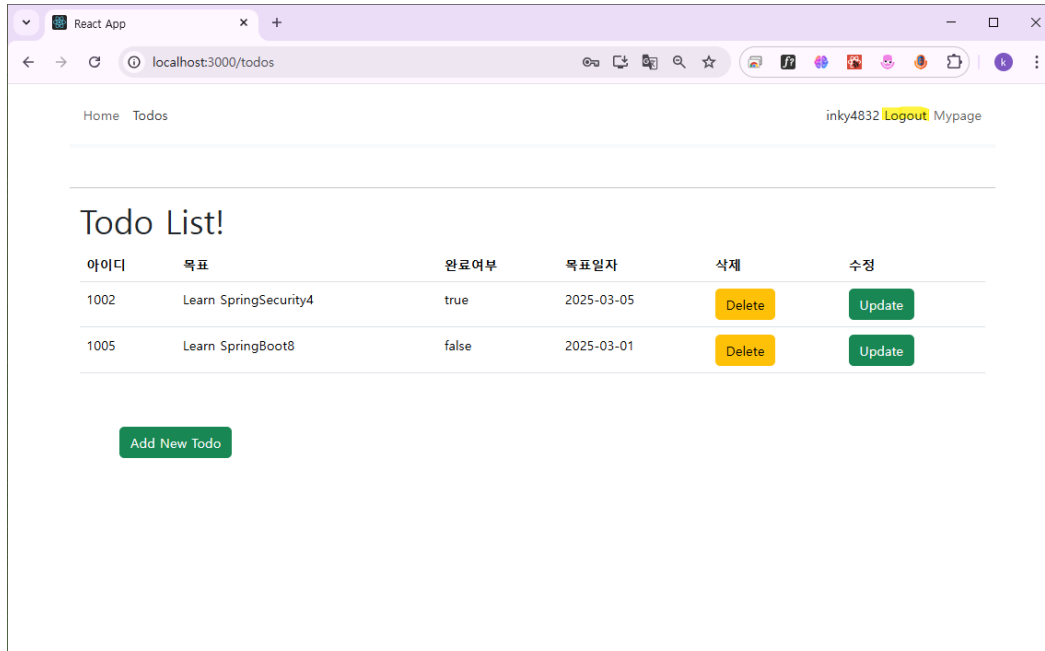 React App
localhost:3000/todos
f?
k
Home Todos inky4832 Logout Mypage
Todo List!
아이디 목표 완료여부 목표일자 삭제 수정
1002 Learn SpringSecurity4 true 2025-03-05 Delete Update
1005 Learn SpringBoot8 false 2025-03-01 Delete Update
Add New Todo